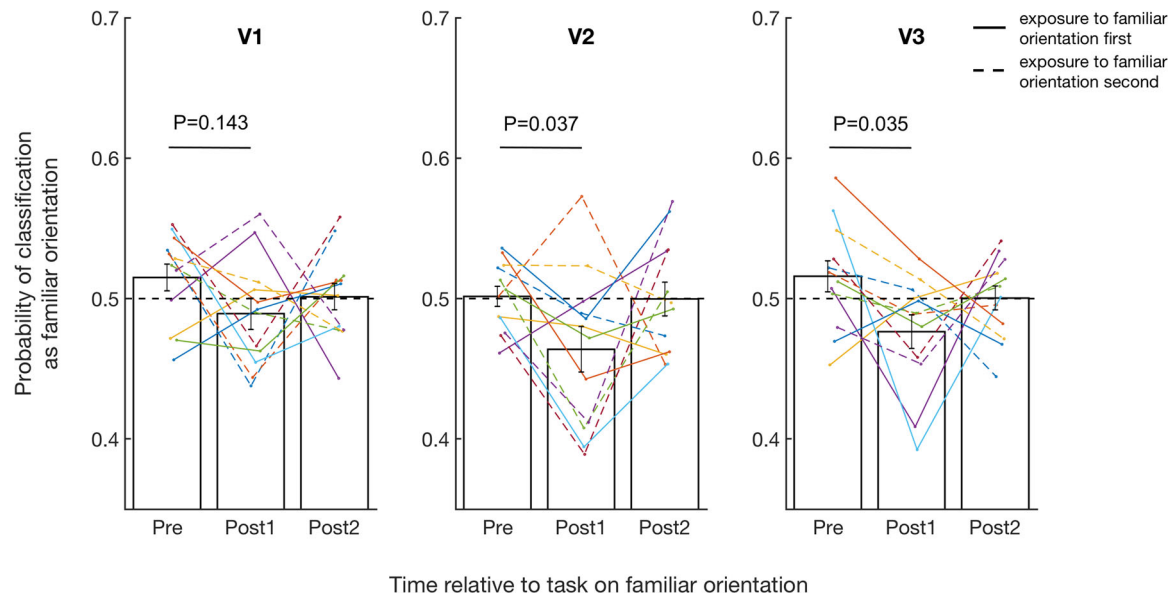 0.7
0.6
0.5
0.4
V1
P=0.143
Pre Post1 Post2
0.7
0.6
0.5
0.4
V2
P=0.037
Pre Post1 Post2
0.7
0.6
0.5
0.4
V3
P=0.035
Pre Post1 Post2
exposure to familiar
orientation first
exposure to familiar
orientation second
Probability of classification
as familiar orientation
Time relative to task on familiar orientation